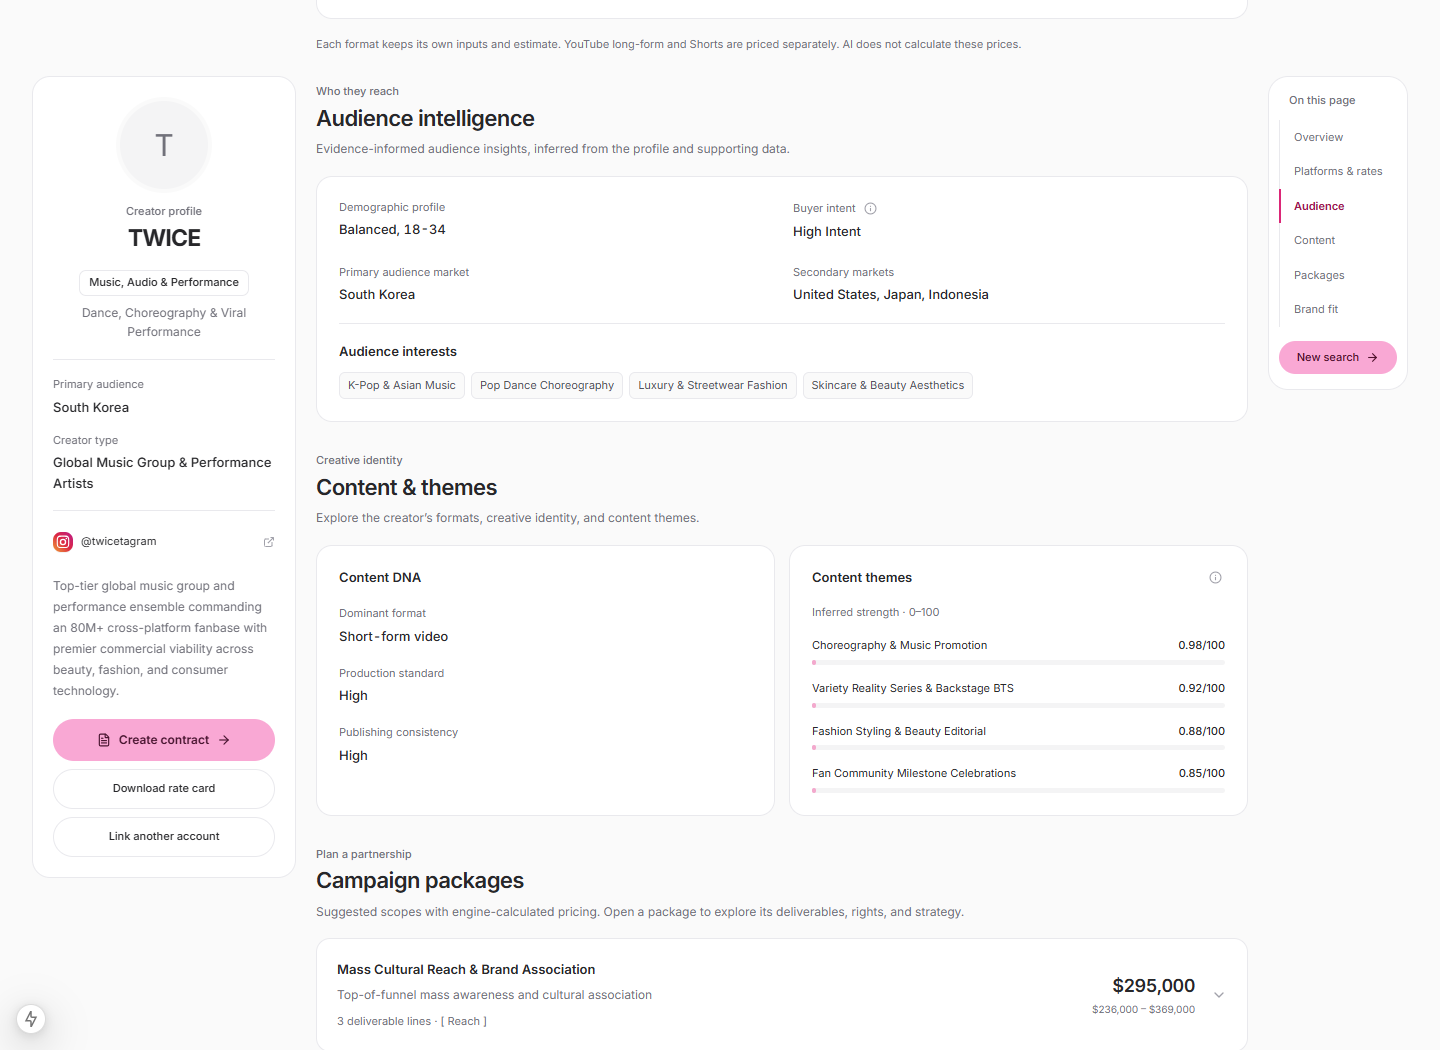 Each format keeps its own inputs and estimate. YouTube long-form and Shorts are priced separately. AI does not calculate these prices.
T
Creator profile
TWICE
Music, Audio & Performance
Dance, Choreography & Viral
Performance
Primary audience
South Korea
Creator type
Global Music Group & Performance
Artists
@twicetagram
Top-tier global music group and
performance ensemble commanding
an 80M+ cross-platform fanbase with
premier commercial viability across
beauty, fashion, and consumer
technology.
Create contract
Download rate card
Link another account
Who they reach
Audience intelligence
Evidence-informed audience insights, inferred from the profile and supporting data.
Demographic profile
Balanced, 18-34
Buyer intent
High Intent
Primary audience market
South Korea
Secondary markets
United States, Japan, Indonesia
Audience interests
K-Pop & Asian Music
Pop Dance Choreography
Luxury & Streetwear Fashion
Skincare & Beauty Aesthetics
Creative identity
Content & themes
Explore the creator’s formats, creative identity, and content themes.
Content DNA
Dominant format
Short-form video
Production standard
High
Publishing consistency
High
Content themes
Inferred strength · 0–100
Choreography & Music Promotion 0.98/100
Variety Reality Series & Backstage BTS 0.92/100
Fashion Styling & Beauty Editorial 0.88/100
Fan Community Milestone Celebrations 0.85/100
Plan a partnership
Campaign packages
Suggested scopes with engine-calculated pricing. Open a package to explore its deliverables, rights, and strategy.
Mass Cultural Reach & Brand Association
Top-of-funnel mass awareness and cultural association
3 deliverable lines · [ Reach ]
$295,000
$236,000 – $369,000
On this page
Overview
Platforms & rates
Audience
Content
Packages
Brand fit
New search